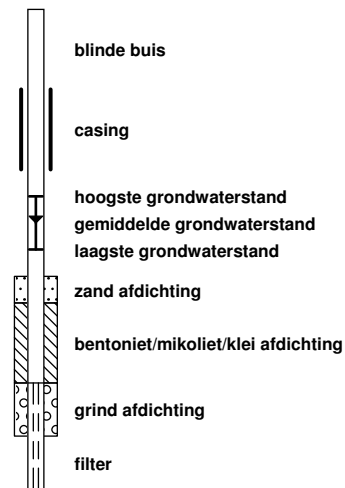 blinde buis
casing
hoogste grondwaterstand
gemiddelde grondwaterstand
laagste grondwaterstand
zand afdichting
bentoniet/mikoliet/klei afdichting
grind afdichting
filter